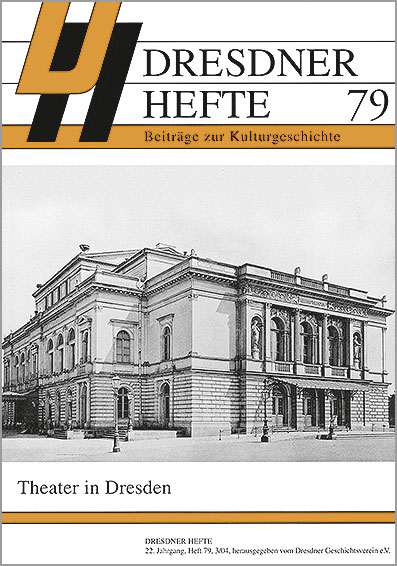 DRESDNER
HEFTE 79
Beiträge zur Kulturgeschichte
Theater in Dresden
DRESDNER HEFTE
22. Jahrgang, Heft 79, 3/04, herausgegeben vom Dresdner Geschichtsverein e.V.